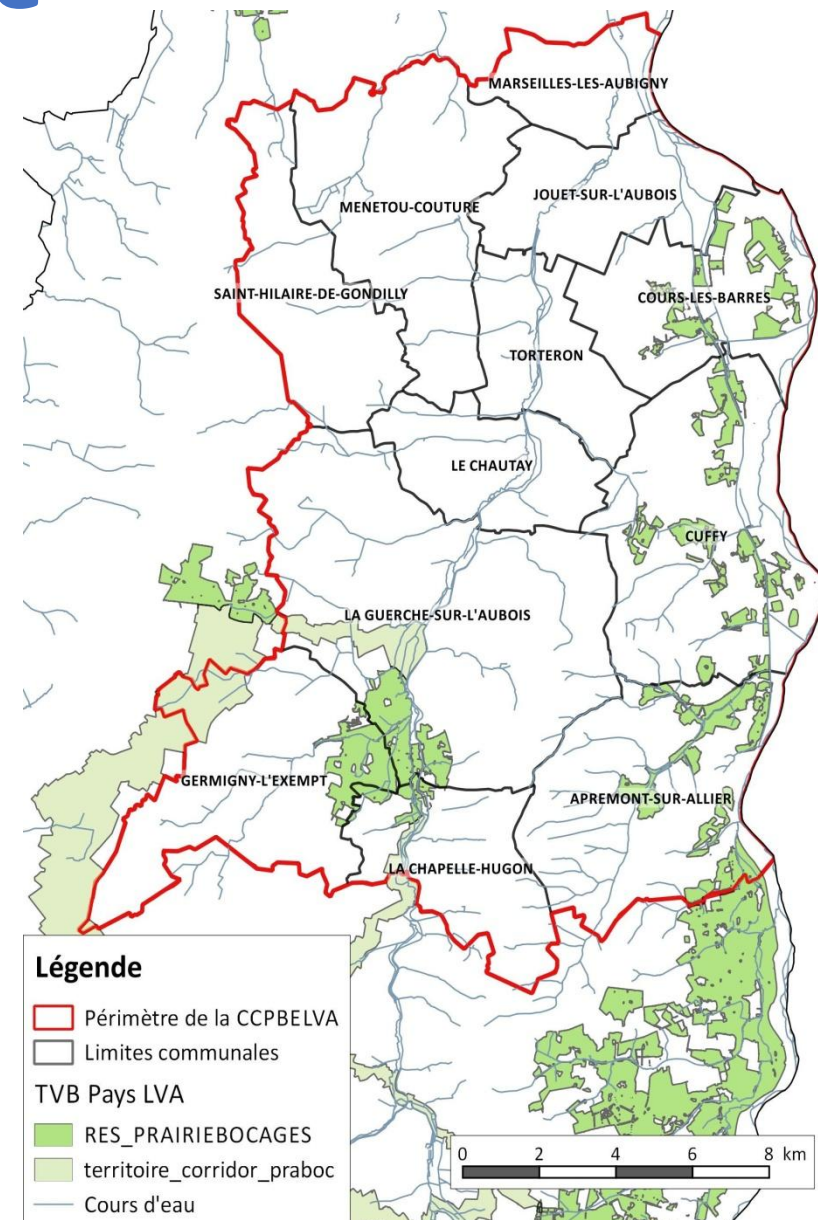 MARSEILLES-LES-AUBIGNY
JOUET-SUR-L'AUBOIS
MENETOU-COUTURE
SAINT-HILAIRE-DE-GONDILLY
COURS-LES-BARRES
TORTERON
LE CHAUTAY
CUFFY
LA GUERCHE-SUR-L'AUBOIS
GERMIGNY-L'EXEMPT
APREMONT-SUR-ALLIER
LA CHAPELLE-HUGON
Légende
Périmètre de la CCPBELVA
Limites communales
TVB Pays LVA
RES_PRAIRIEBOCAGES
territoire_corridor_praboc
Cours d'eau
0 2 4 6 8 km